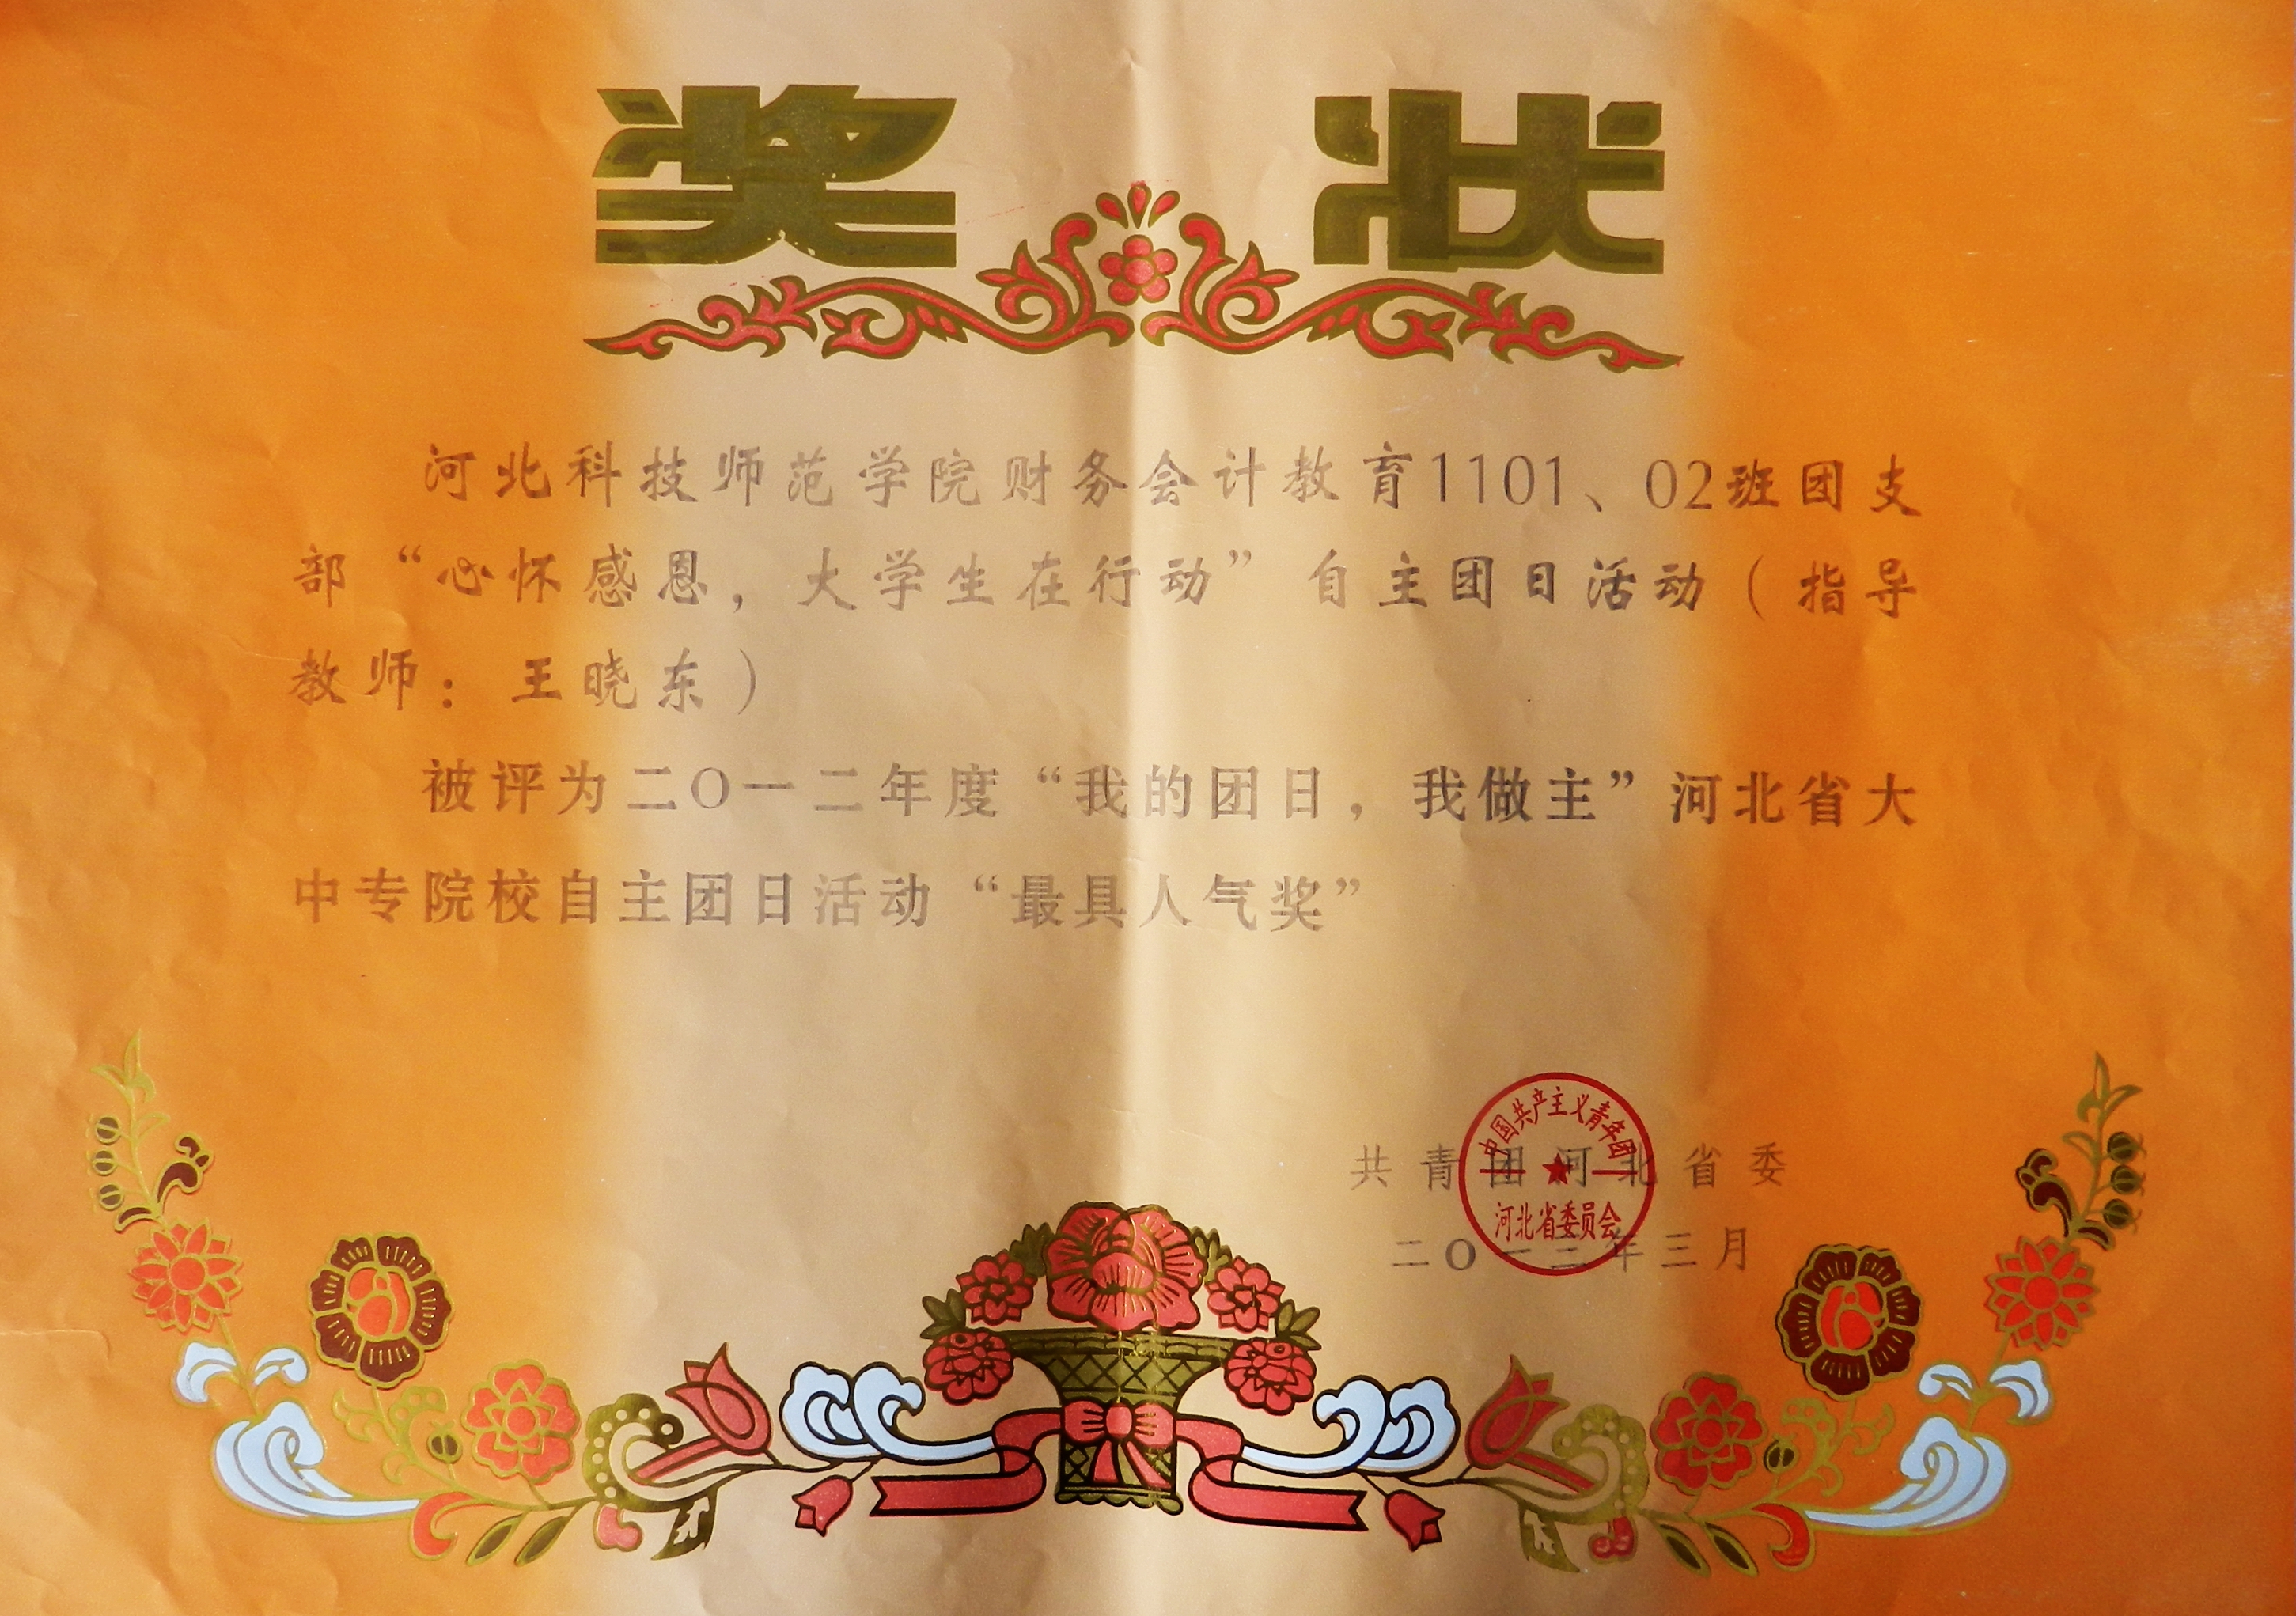 奖状
河北科技师范学院财务会计教育1101、02班团支
部“心怀感恩，大学生在行动”自主团日活动（指导
教师：王晓东）
被评为二〇一二年度“我的团日，我做主”河北省大
中专院校自主团日活动“最具人气奖”
共青团河北省委
中国共产主义青年团
河北省委员会
二〇一三年三月